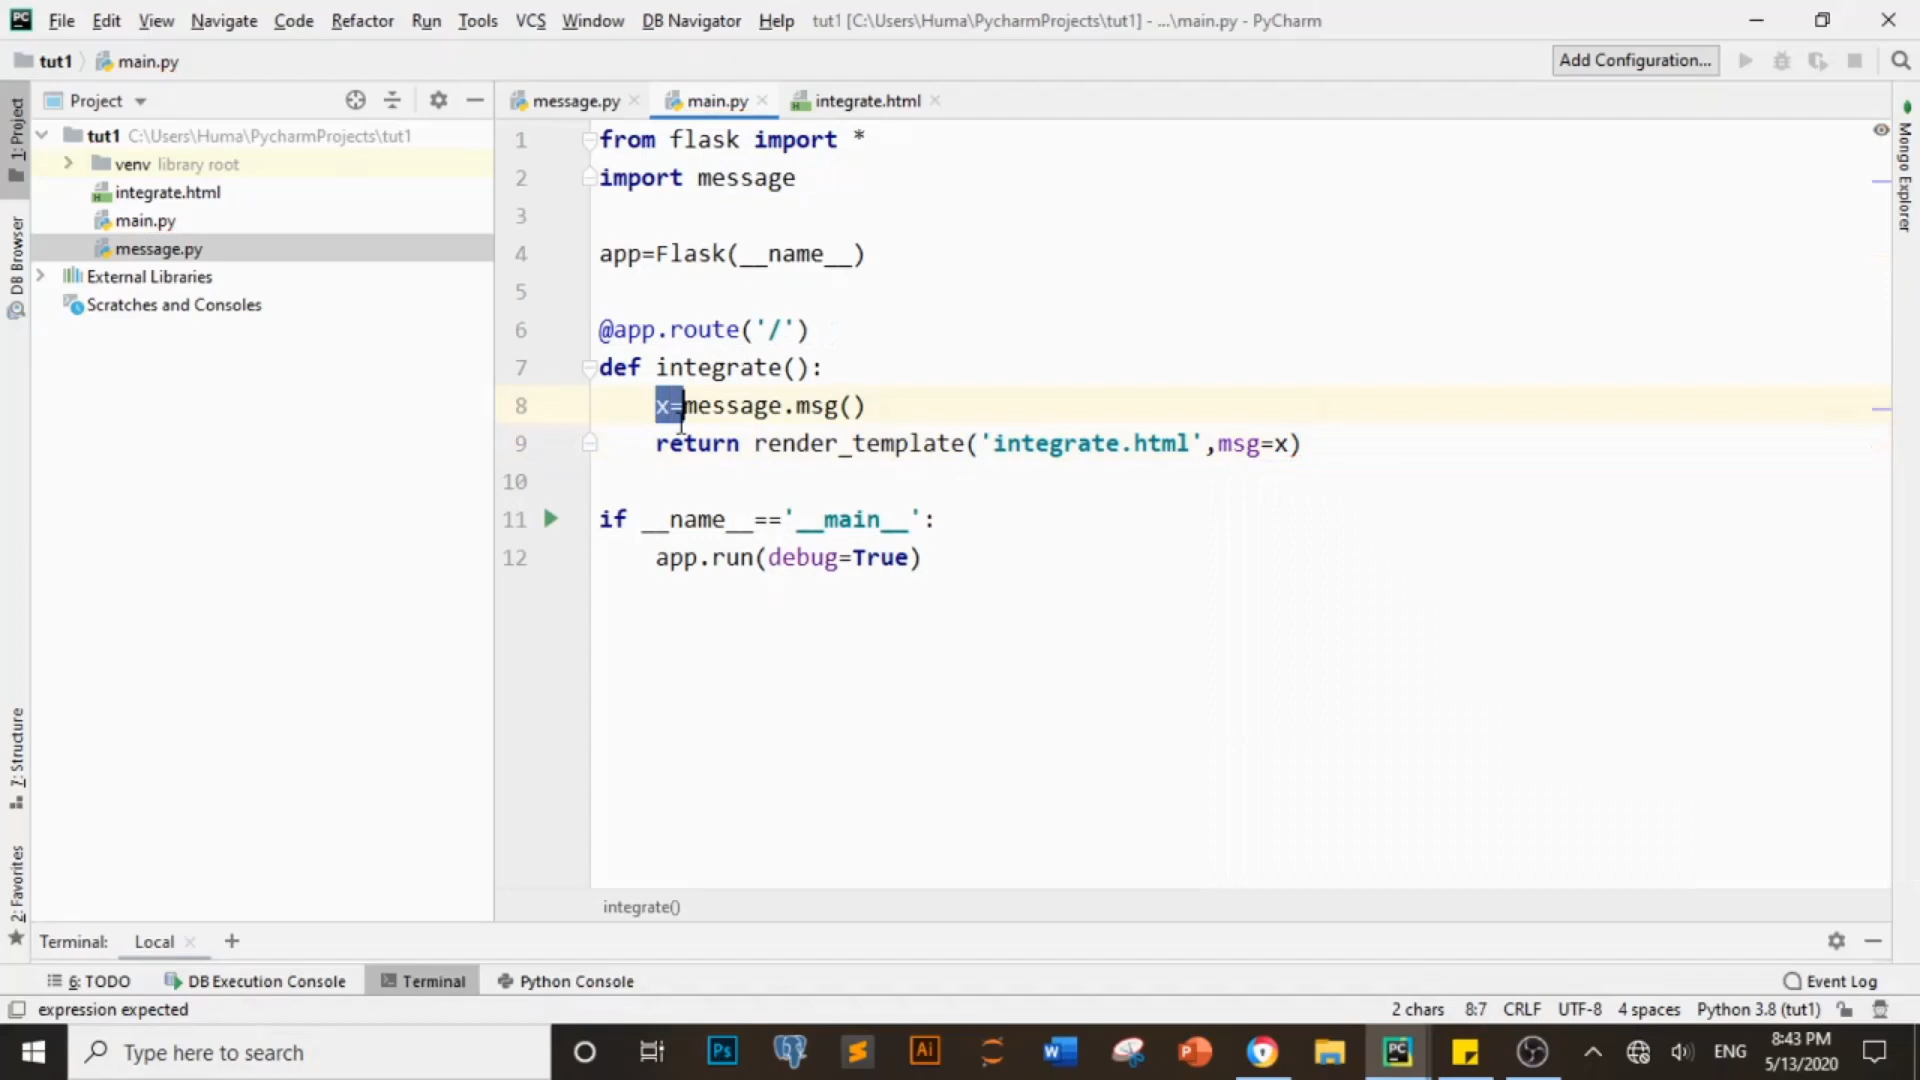 PC File Edit View Navigate Code Refactor Run Tools VCS Window DB Navigator Help tut1 [C:\Users\Huma\PycharmProjects\tut1] - ...\main.py - PyCharm
tut1 main.py Add Configuration...
Project message.py main.py integrate.html
tut1 C:\Users\Huma\PycharmProjects\tut1
venv library root
integrate.html
main.py
message.py
External Libraries
Scratches and Consoles
1: Project
DB Browser
7: Structure
2: Favorites
Mongo Explorer
1 from flask import *
2 import message
3
4 app=Flask(__name__)
5
6 @app.route('/')
7 def integrate():
8 x=message.msg()
9 return render_template('integrate.html',msg=x)
10
11 if __name__=='__main__':
12 app.run(debug=True)
integrate()
Terminal: Local +
6: TODO DB Execution Console Terminal Python Console Event Log
expression expected 2 chars 8:7 CRLF UTF-8 4 spaces Python 3.8 (tut1)
Type here to search Ps Ai W P PC ENG 8:43 PM
5/13/2020